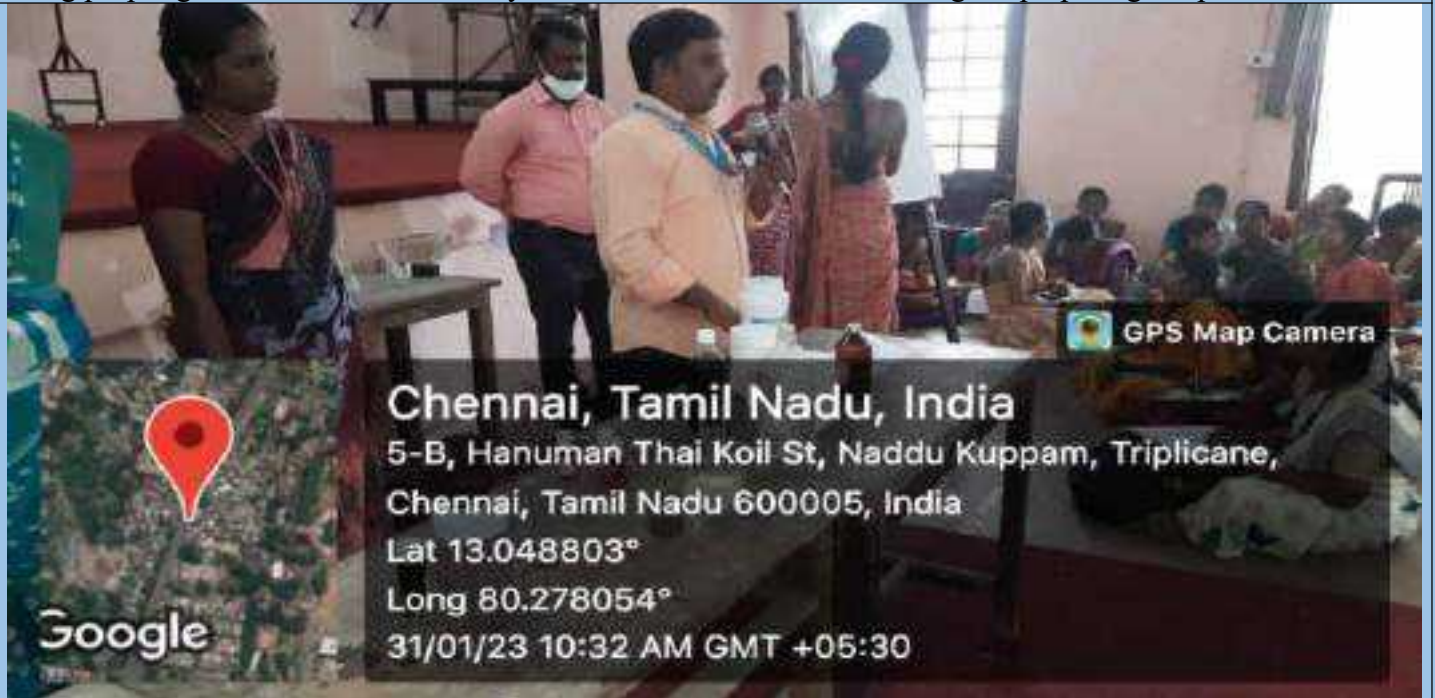 GPS Map Camera
Chennai, Tamil Nadu, India
5-B, Hanuman Thai Koil St, Naddu Kuppam, Triplicane,
Chennai, Tamil Nadu 600005, India
Lat 13.048803°
Long 80.278054°
31/01/23 10:32 AM GMT +05:30
Google